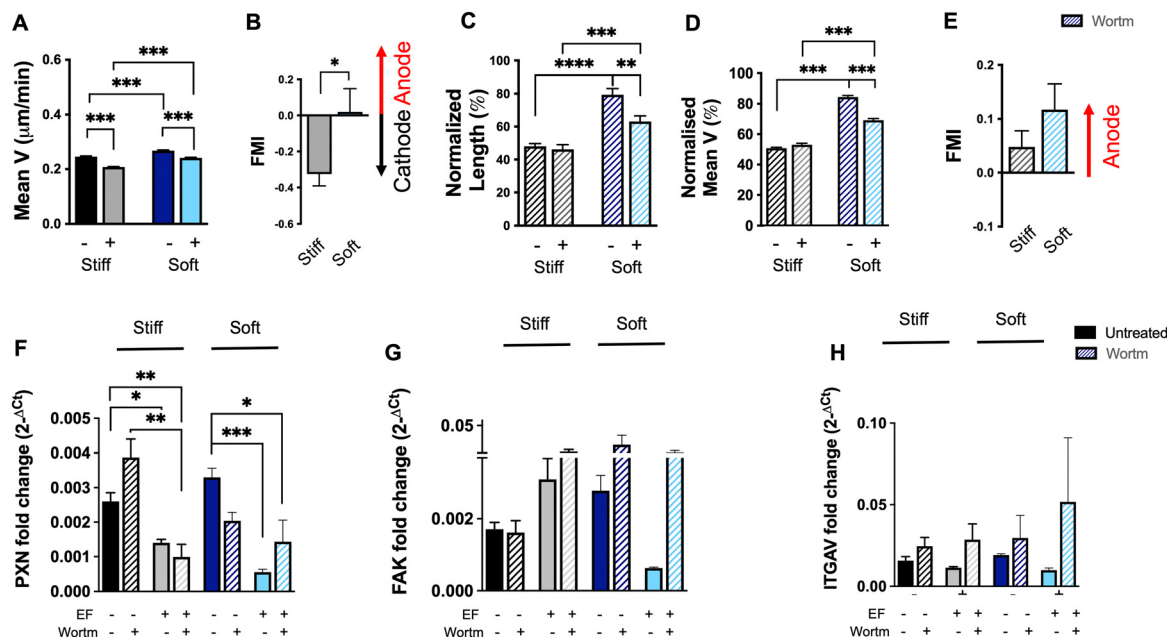 A
Mean V (μm/min)
0.6
0.4
0.2
0.0
***
***
***
***
- + - +
Stiff Soft
B
FMI
0.2
0.0
-0.2
-0.4
-0.6
*
Cathode Anode
Stiff
Soft
C
Normalized
Length (%)
100
80
60
40
20
0
***
**** **
- + - +
Stiff Soft
D
Normalised
Mean V (%)
100
80
60
40
20
0
***
*** ***
- + - +
Stiff Soft
E
Wortm
FMI
0.2
0.1
0.0
-0.1
Anode
Stiff
Soft
F
Stiff Soft
PXN fold change (2-ΔCt)
0.005
0.004
0.003
0.002
0.001
0.000
**
*
**
*
***
EF - - + + - - + +
Wortm - + - + - + - +
G
Stiff Soft
FAK fold change (2-ΔCt)
0.05
0.002
0.000
EF - - + + - - + +
Wortm - + - + - + - +
H
Stiff Soft
Untreated
Wortm
ITGAV fold change (2-ΔCt)
0.10
0.05
0.00
- + - +
EF - - + + - - + +
Wortm - + - + - + - +